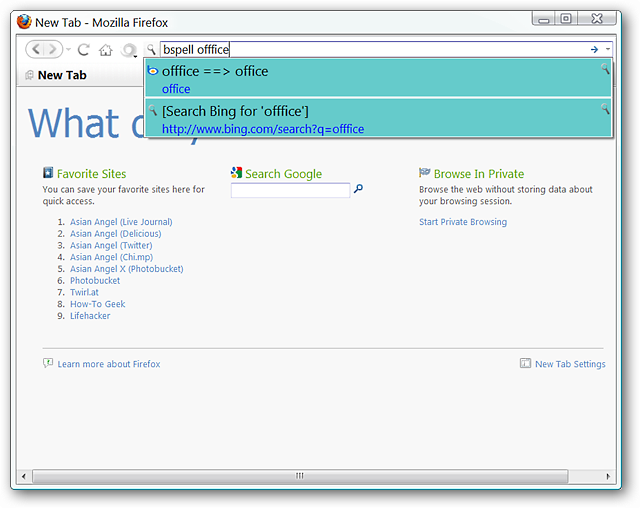 New Tab - Mozilla Firefox
bspell offfice
New Tab
offfice ==> office
office
[Search Bing for 'offfice']
http://www.bing.com/search?q=offfice
What
Favorite Sites
You can save your favorite sites here for
quick access.
1. Asian Angel (Live Journal)
2. Asian Angel (Delicious)
3. Asian Angel (Twitter)
4. Asian Angel (Chi.mp)
5. Asian Angel X (Photobucket)
6. Photobucket
7. Twirl.at
8. How-To Geek
9. Lifehacker
Search Google
Browse In Private
Browse the web without storing data about
your browsing session.
Start Private Browsing
Learn more about Firefox
New Tab Settings